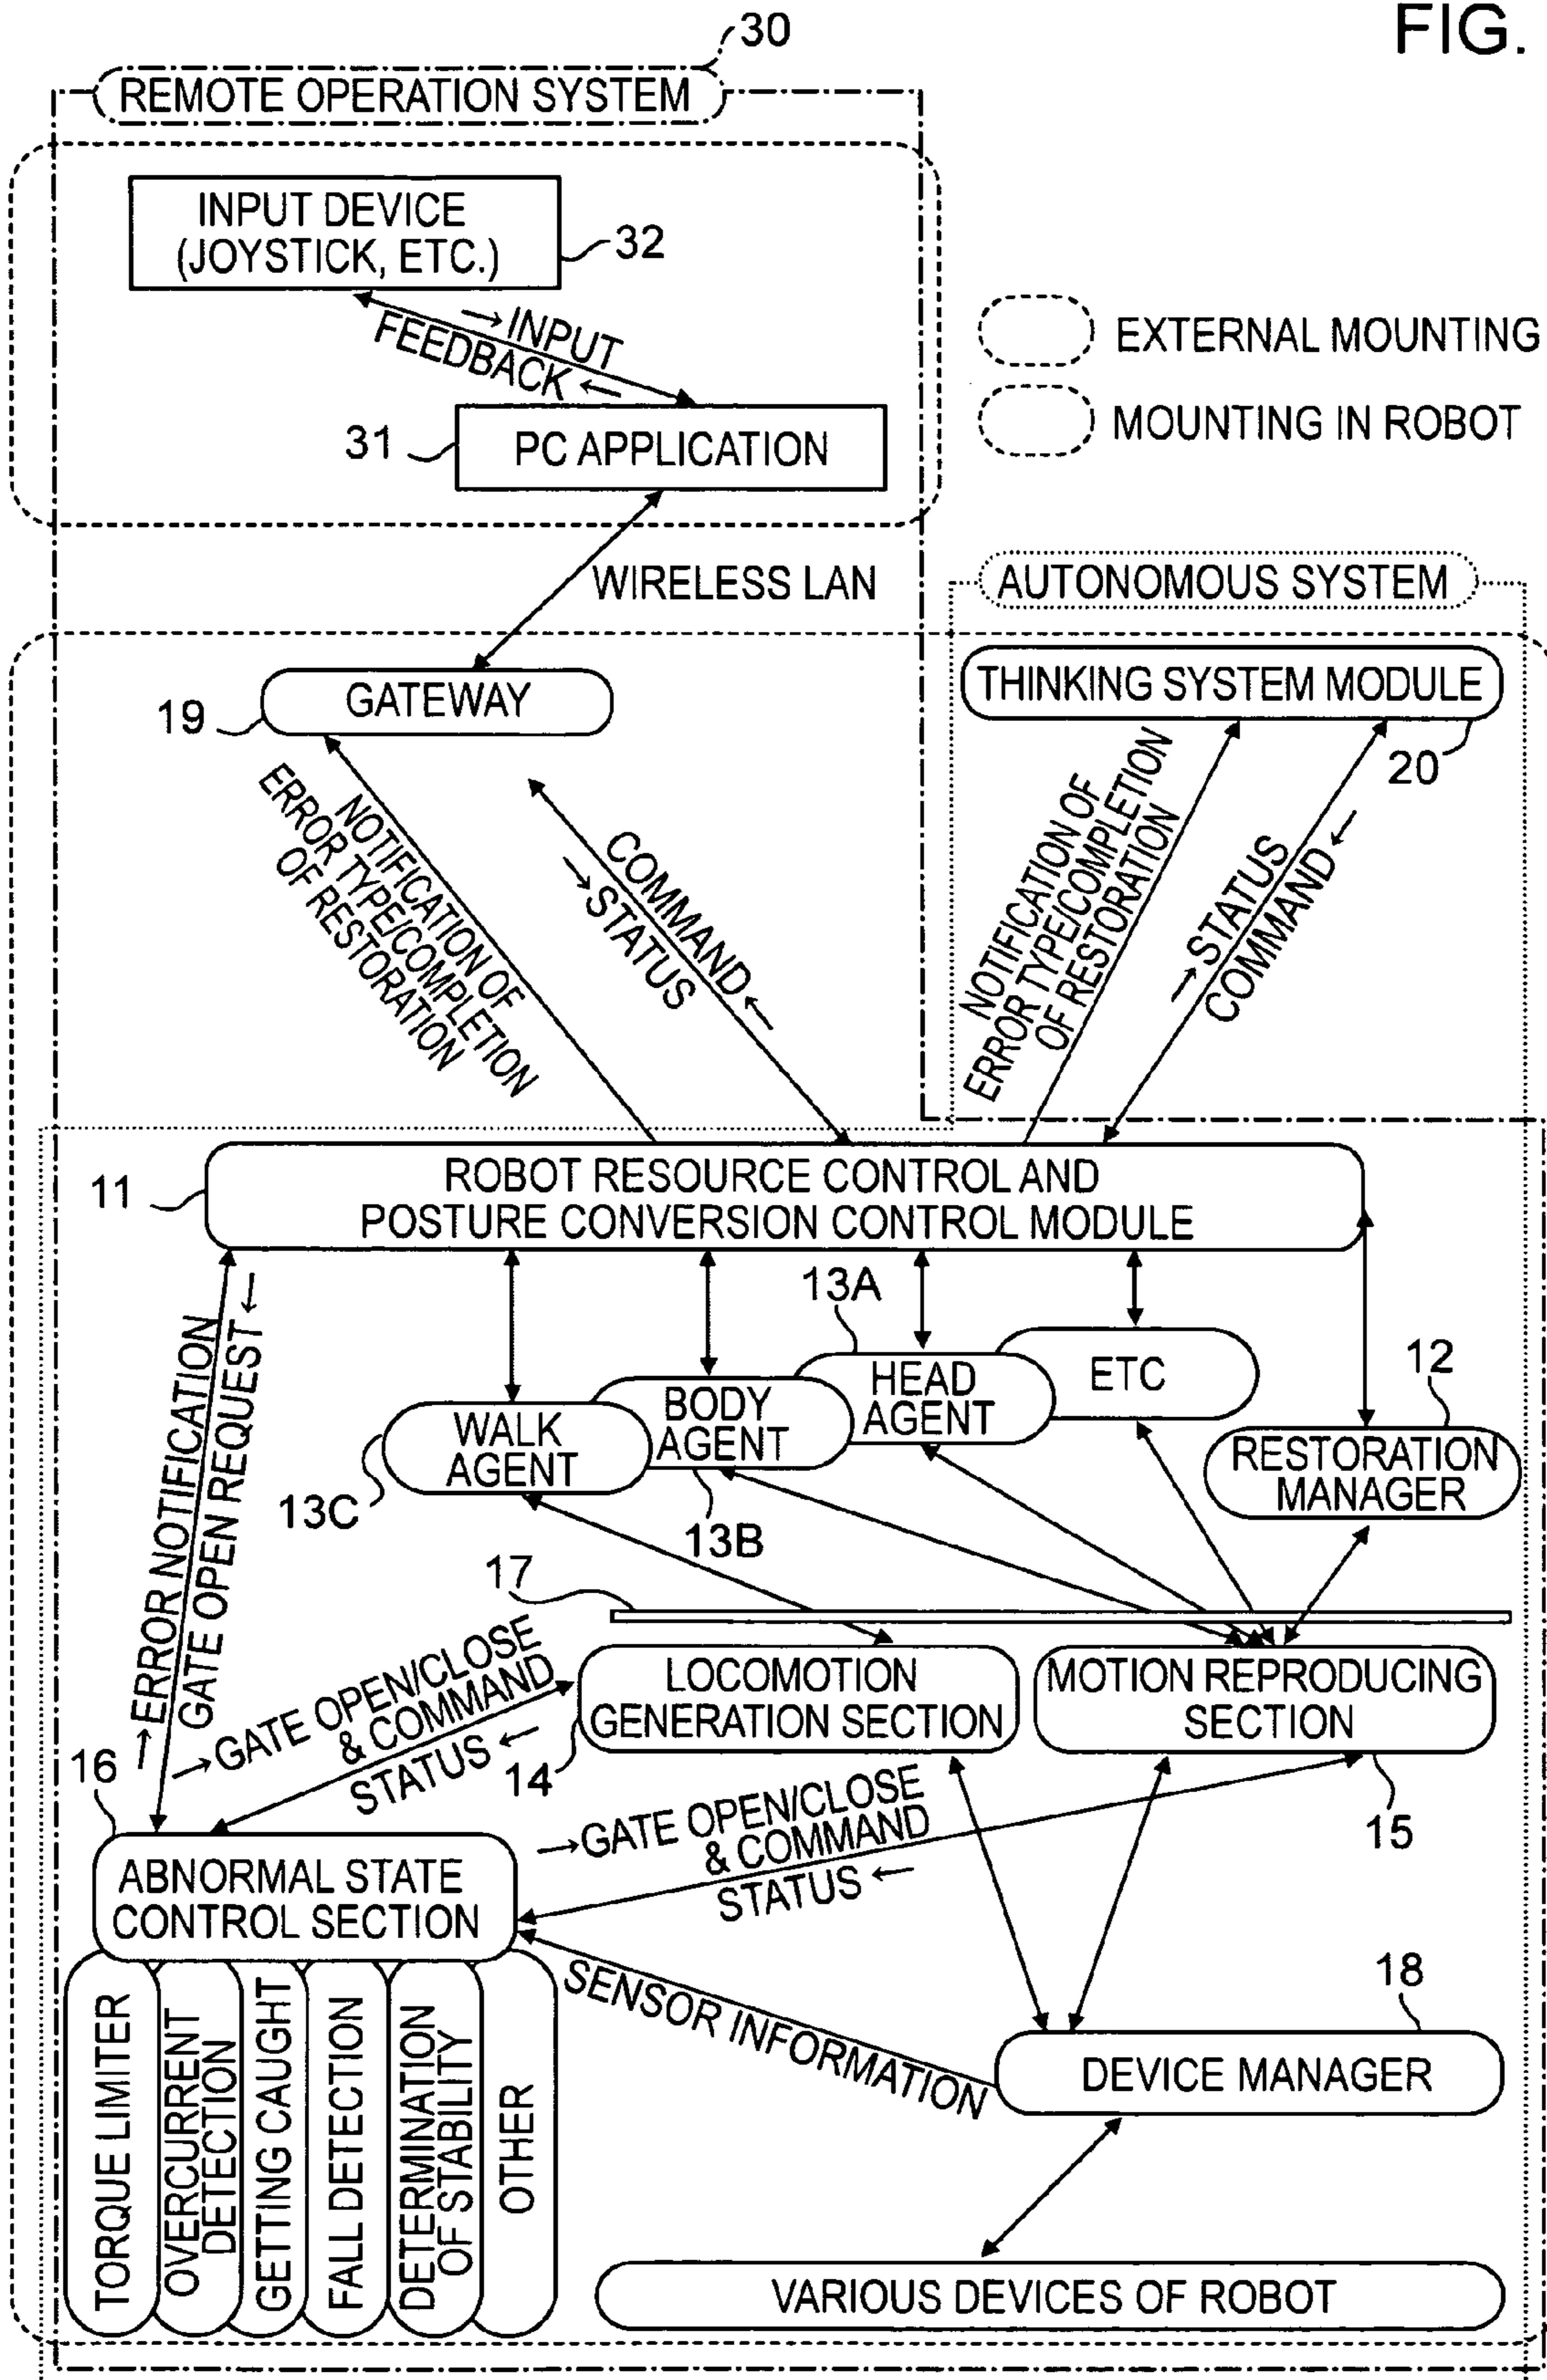 FIG.
30
REMOTE OPERATION SYSTEM
INPUT DEVICE
(JOYSTICK, ETC.)
32
→INPUT
FEEDBACK←
EXTERNAL MOUNTING
MOUNTING IN ROBOT
31
PC APPLICATION
WIRELESS LAN
AUTONOMOUS SYSTEM
GATEWAY
19
THINKING SYSTEM MODULE
20
NOTIFICATION OF
ERROR TYPE/COMPLETION
OF RESTORATION
COMMAND←
→STATUS
NOTIFICATION OF
ERROR TYPE/COMPLETION
OF RESTORATION
→STATUS
COMMAND←
11
ROBOT RESOURCE CONTROL AND
POSTURE CONVERSION CONTROL MODULE
13A
HEAD
AGENT
ETC
12
BODY
AGENT
WALK
AGENT
RESTORATION
MANAGER
13C
13B
→ERROR NOTIFICATION
GATE OPEN REQUEST←
17
→GATE OPEN/CLOSE
& COMMAND
STATUS←
LOCOMOTION
GENERATION SECTION
14
MOTION REPRODUCING
SECTION
15
16
→GATE OPEN/CLOSE
& COMMAND
STATUS←
ABNORMAL STATE
CONTROL SECTION
SENSOR INFORMATION
18
DEVICE MANAGER
TORQUE LIMITER
OVERCURRENT
DETECTION
GETTING CAUGHT
FALL DETECTION
DETERMINATION
OF STABILITY
OTHER
VARIOUS DEVICES OF ROBOT